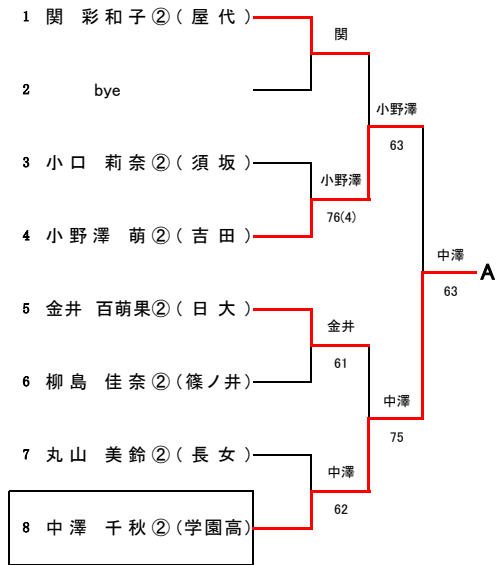 1 関 彩和子②(屋代)
関
2 bye
小野澤
63
3 小口 莉奈②(須坂)
小野澤
76(4)
4 小野澤 萌②(吉田)
中澤
63
A
5 金井 百萌果②(日大)
金井
61
6 柳島 佳奈②(篠ノ井)
中澤
75
7 丸山 美鈴②(長女)
中澤
62
8 中澤 千秋②(学園高)